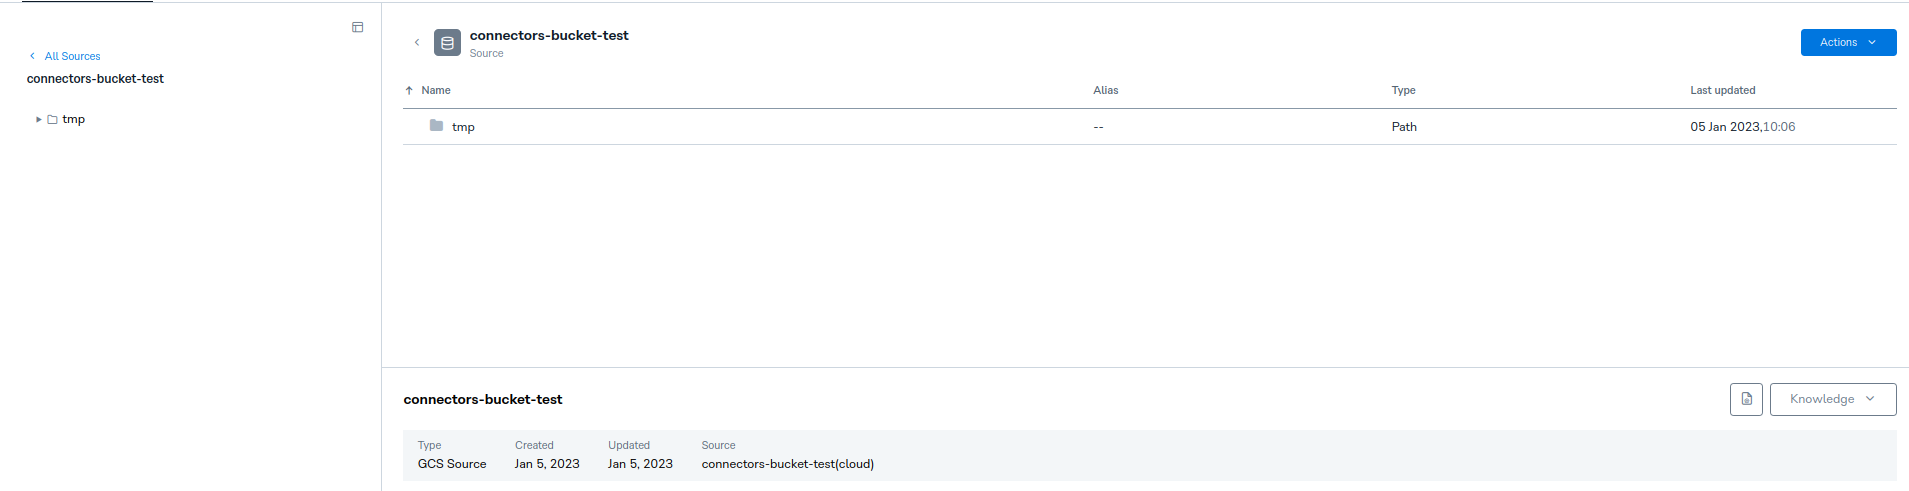 All Sources
connectors-bucket-test
tmp
connectors-bucket-test
Source
Actions
Name Alias Type Last updated
tmp -- Path 05 Jan 2023,10:06
connectors-bucket-test
Knowledge
Type Created Updated Source
GCS Source Jan 5, 2023 Jan 5, 2023 connectors-bucket-test(cloud)